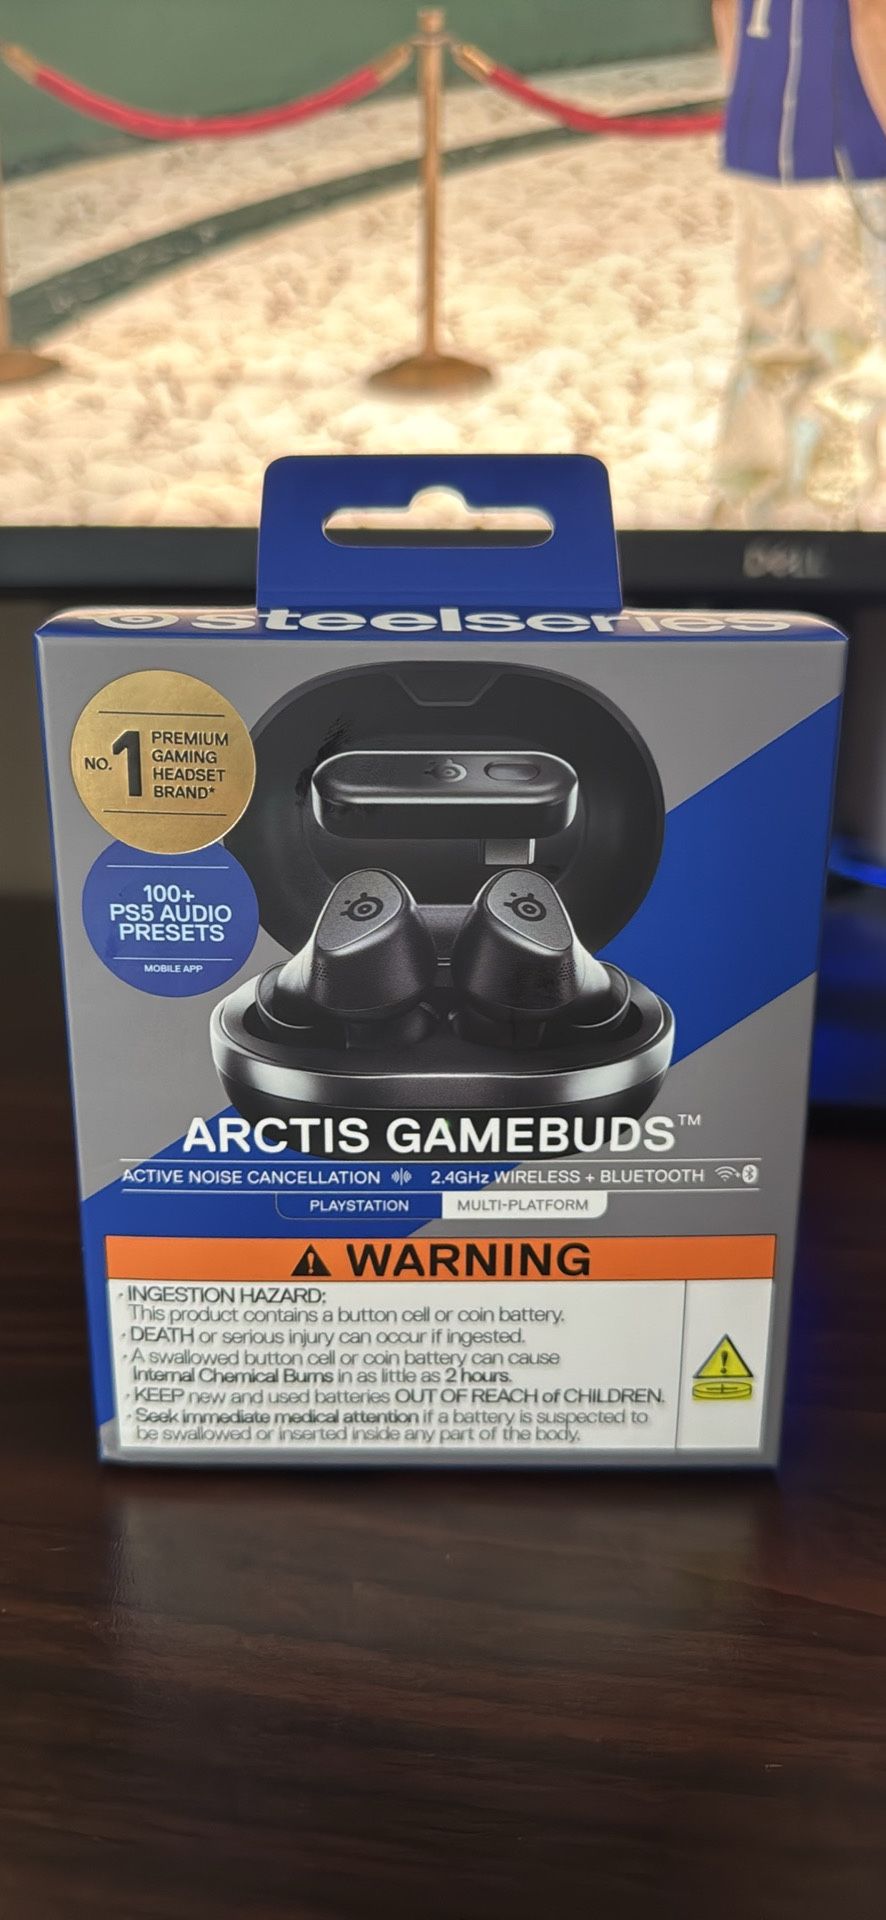 DELL
steelseries
NO. 1 PREMIUM
GAMING
HEADSET
BRAND*
100+
PS5 AUDIO
PRESETS
MOBILE APP
ARCTIS GAMEBUDS™
ACTIVE NOISE CANCELLATION 2.4GHz WIRELESS + BLUETOOTH
PLAYSTATION MULTI-PLATFORM
WARNING
· INGESTION HAZARD:
This product contains a button cell or coin battery.
· DEATH or serious injury can occur if ingested.
· A swallowed button cell or coin battery can cause
Internal Chemical Burns in as little as 2 hours.
· KEEP new and used batteries OUT OF REACH of CHILDREN.
· Seek immediate medical attention if a battery is suspected to
be swallowed or inserted inside any part of the body.